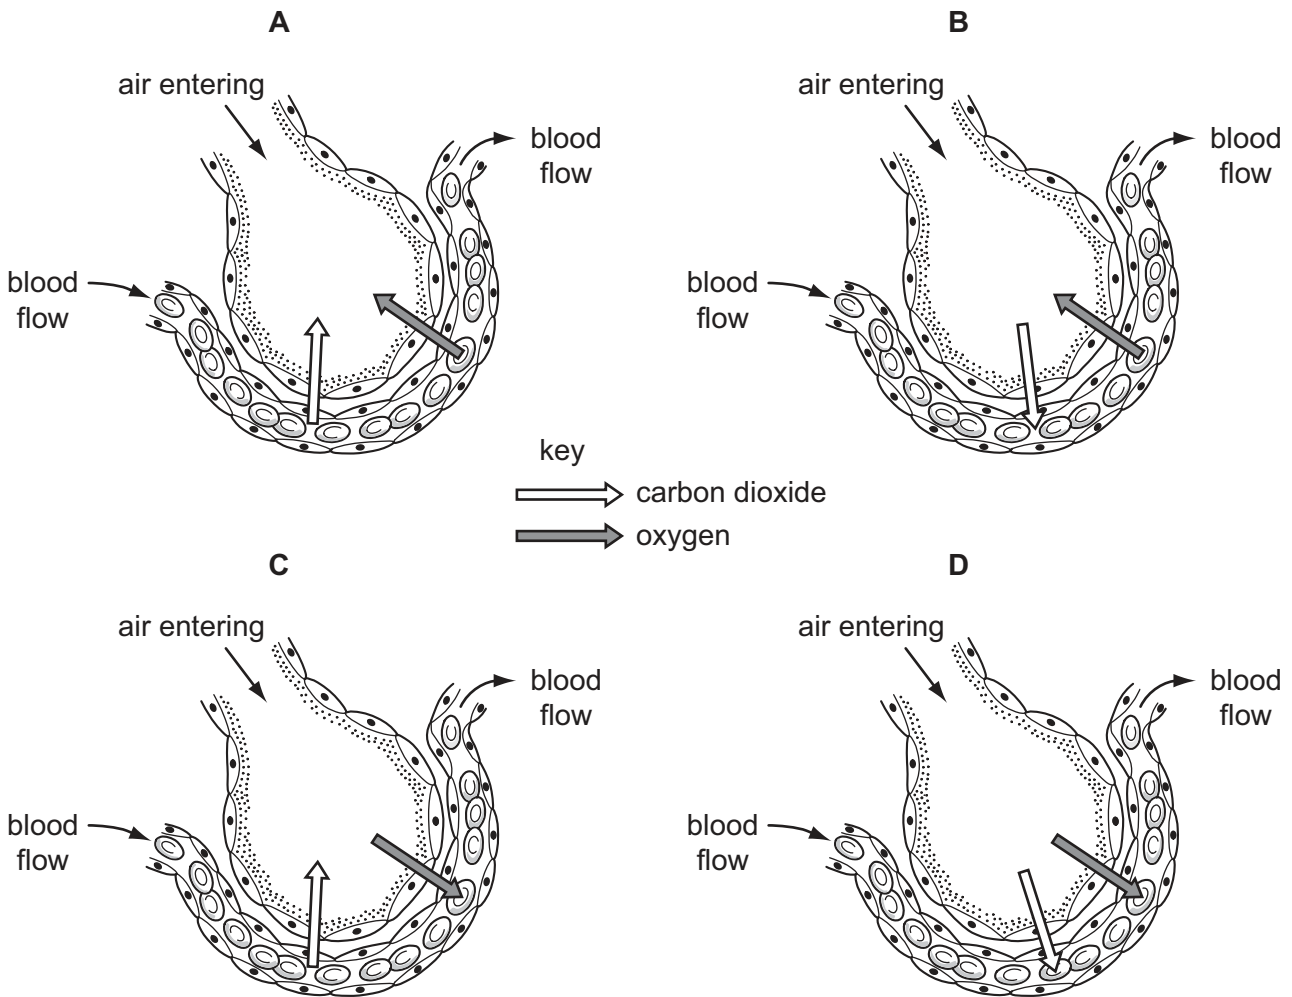 A
air entering
blood
flow
blood
flow
B
air entering
blood
flow
blood
flow
key
carbon dioxide
oxygen
C
air entering
blood
flow
blood
flow
D
air entering
blood
flow
blood
flow